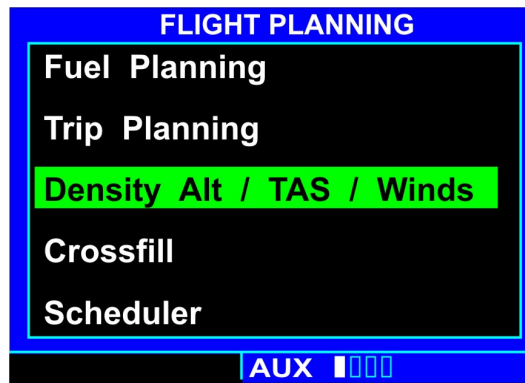 FLIGHT PLANNING
Fuel Planning
Trip Planning
Density Alt / TAS / Winds
Crossfill
Scheduler
AUX